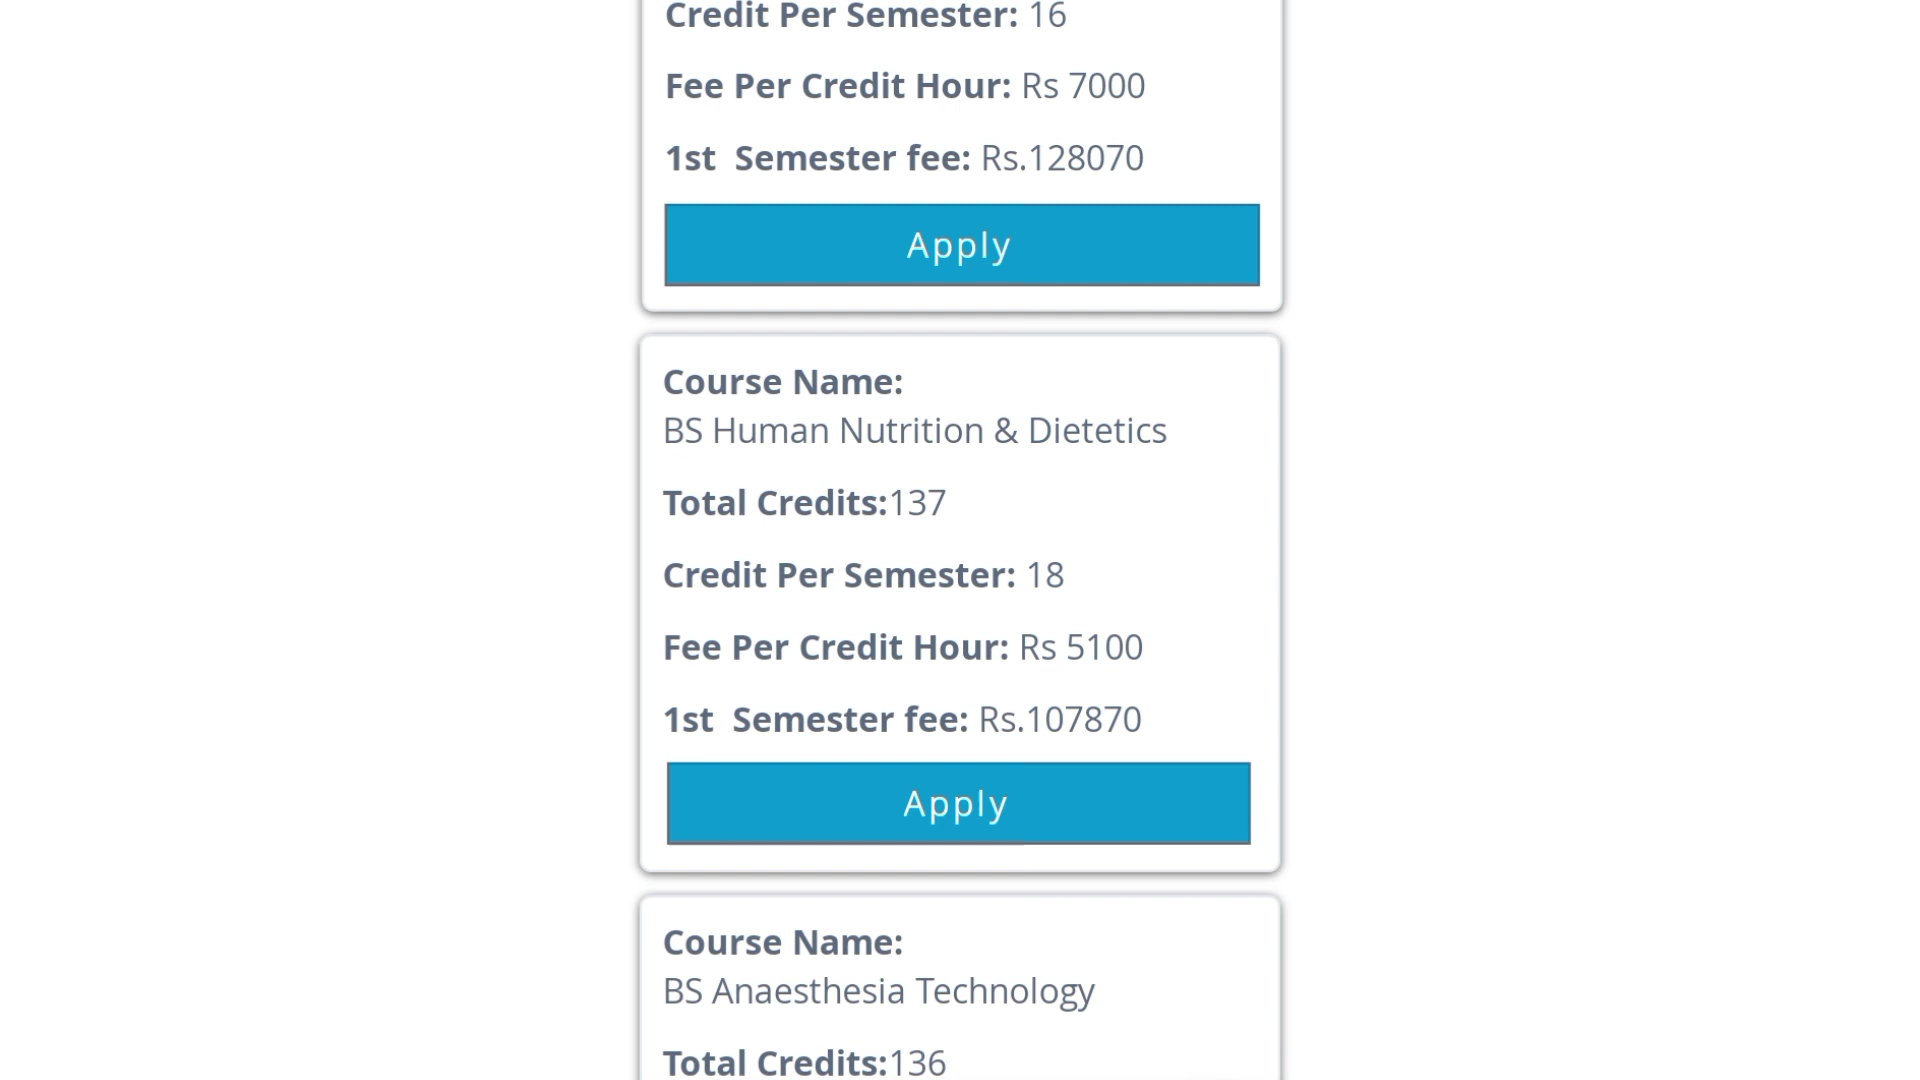 Credit Per Semester: 16
Fee Per Credit Hour: Rs 7000
1st  Semester fee: Rs.128070
Apply
Course Name:
BS Human Nutrition & Dietetics
Total Credits:137
Credit Per Semester: 18
Fee Per Credit Hour: Rs 5100
1st  Semester fee: Rs.107870
Apply
Course Name:
BS Anaesthesia Technology
Total Credits:136